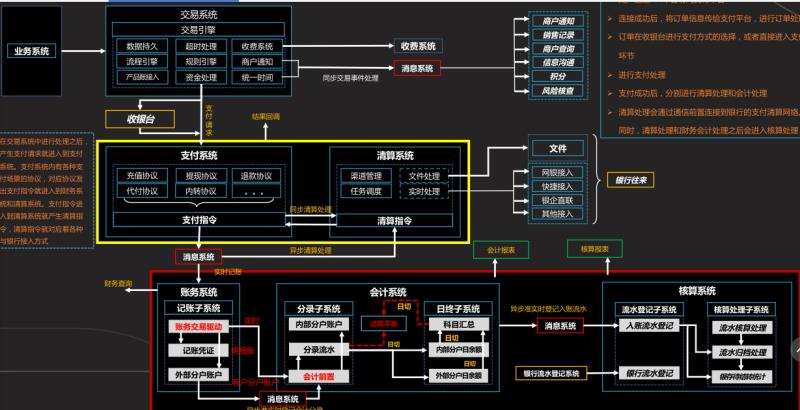 连接成功后，将订单信息传给支付平台，进行订单处
订单在收银台进行支付方式的选择，或者直接进入支付
环节
进行支付处理
支付成功后，分别进行清算处理和会计处理
清算处理会通过通信前置连接到银行的支付清算网络。
同时，清算处理和财务会计处理之后会进入核算处理
业务系统
交易系统
交易引擎
数据持久
超时处理
收费系统
流程引擎
规则引擎
商户通知
产品账接入
资金处理
统一时间
收费系统
消息系统
同步交易事件处理
商户通知
销售记录
商户查询
信息沟通
积分
风险核查
收银台
支付请求
结果回调
在交易系统中进行处理之后，
产生支付请求就进入到支付
系统。支付系统内有各种支
付场景的协议，对应协议发
出支付指令就进入到财务系
统和清算系统。支付指令进
入到清算系统就产生清算指
令，清算指令就对应着各种
与银行接入方式
支付系统
充值协议
提现协议
退款协议
代付协议
内转协议
...
支付指令
同步清算处理
清算系统
渠道管理
文件处理
任务调度
实时处理
清算指令
文件
网银接入
快捷接入
银企直联
其他接入
银行往来
消息系统
异步清算处理
实时记账
财务查询
会计报表
核算报表
账务系统
记账子系统
账务交易驱动
记账凭证
外部分户账户
实时
客户分户账户
会计系统
分录子系统
内部分户账户
分录流水
会计前置
试算平衡
日切
日切
日终子系统
科目汇总
日切
内部分户日余额
日切
外部分户日余额
消息系统
异步准实时登记会计分录
异步准实时登记入账流水
消息系统
银行流水登记系统
核算系统
流水登记子系统
入账流水登记
银行流水登记
核算处理子系统
流水核算处理
流水归档处理